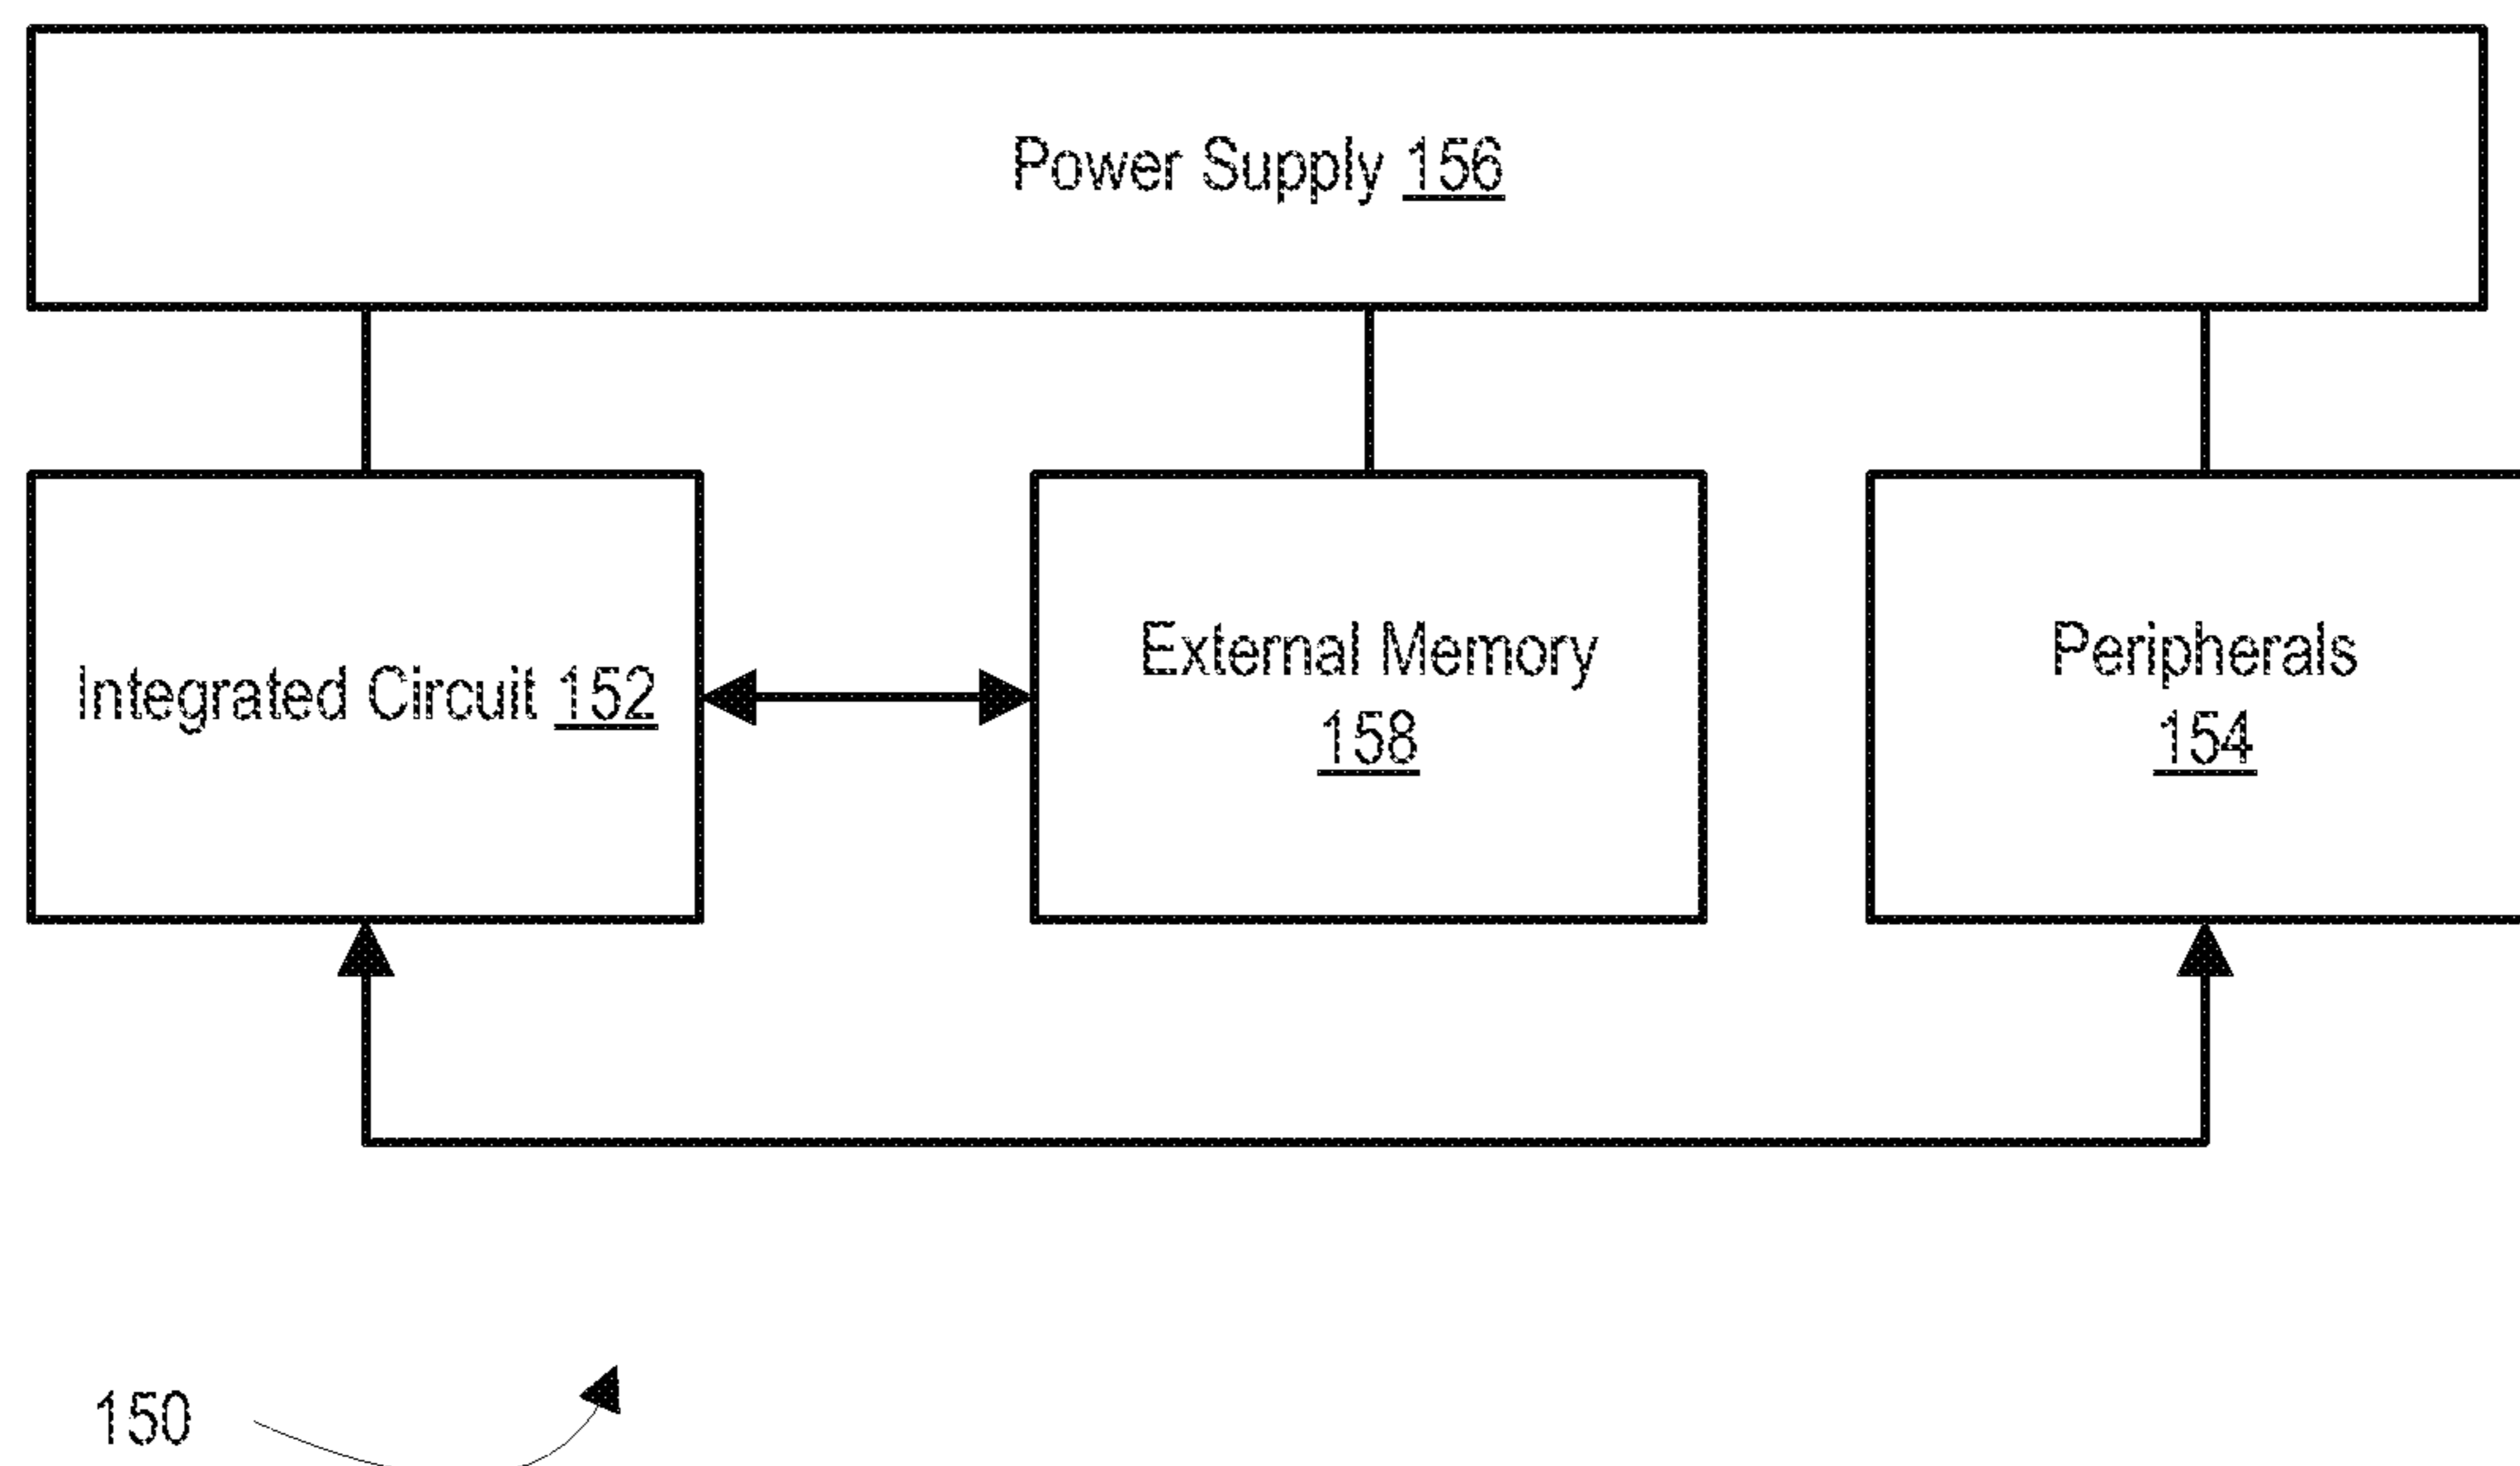 Power Supply 156
Integrated Circuit 152
External Memory
158
Peripherals
154
150